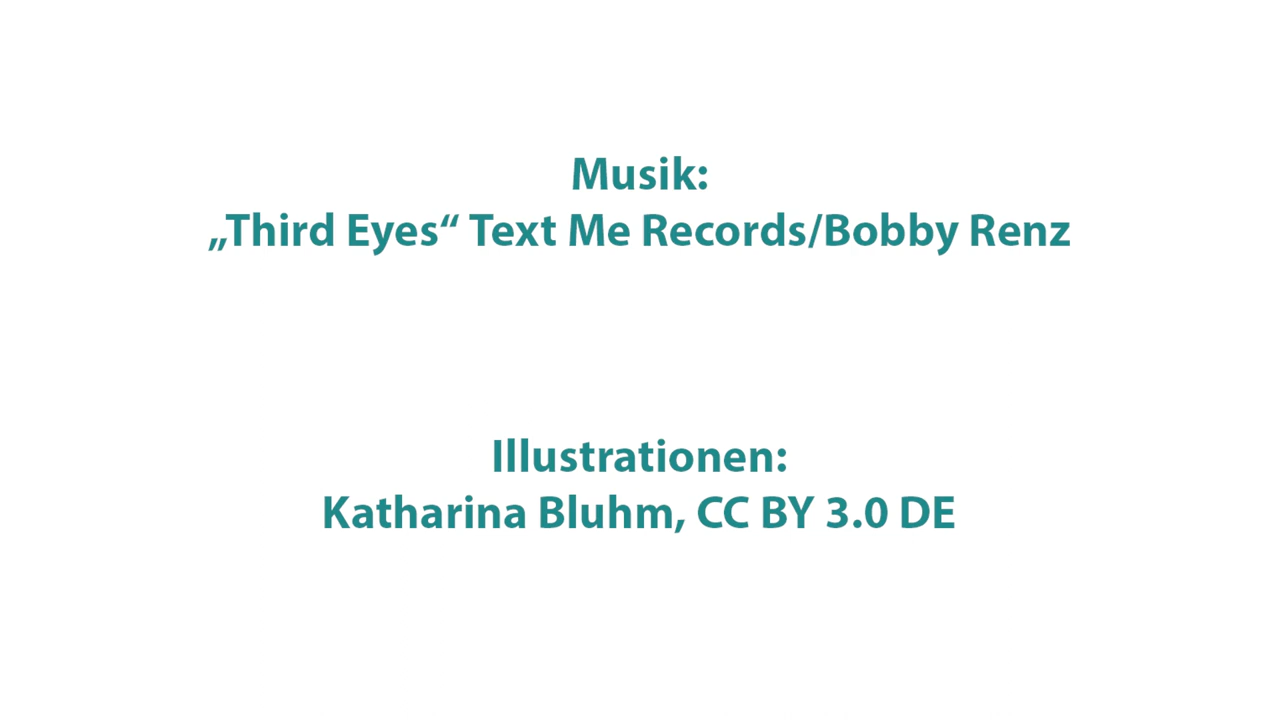 Musik:
„Third Eyes“ Text Me Records/Bobby Renz
Illustrationen:
Katharina Bluhm, CC BY 3.0 DE